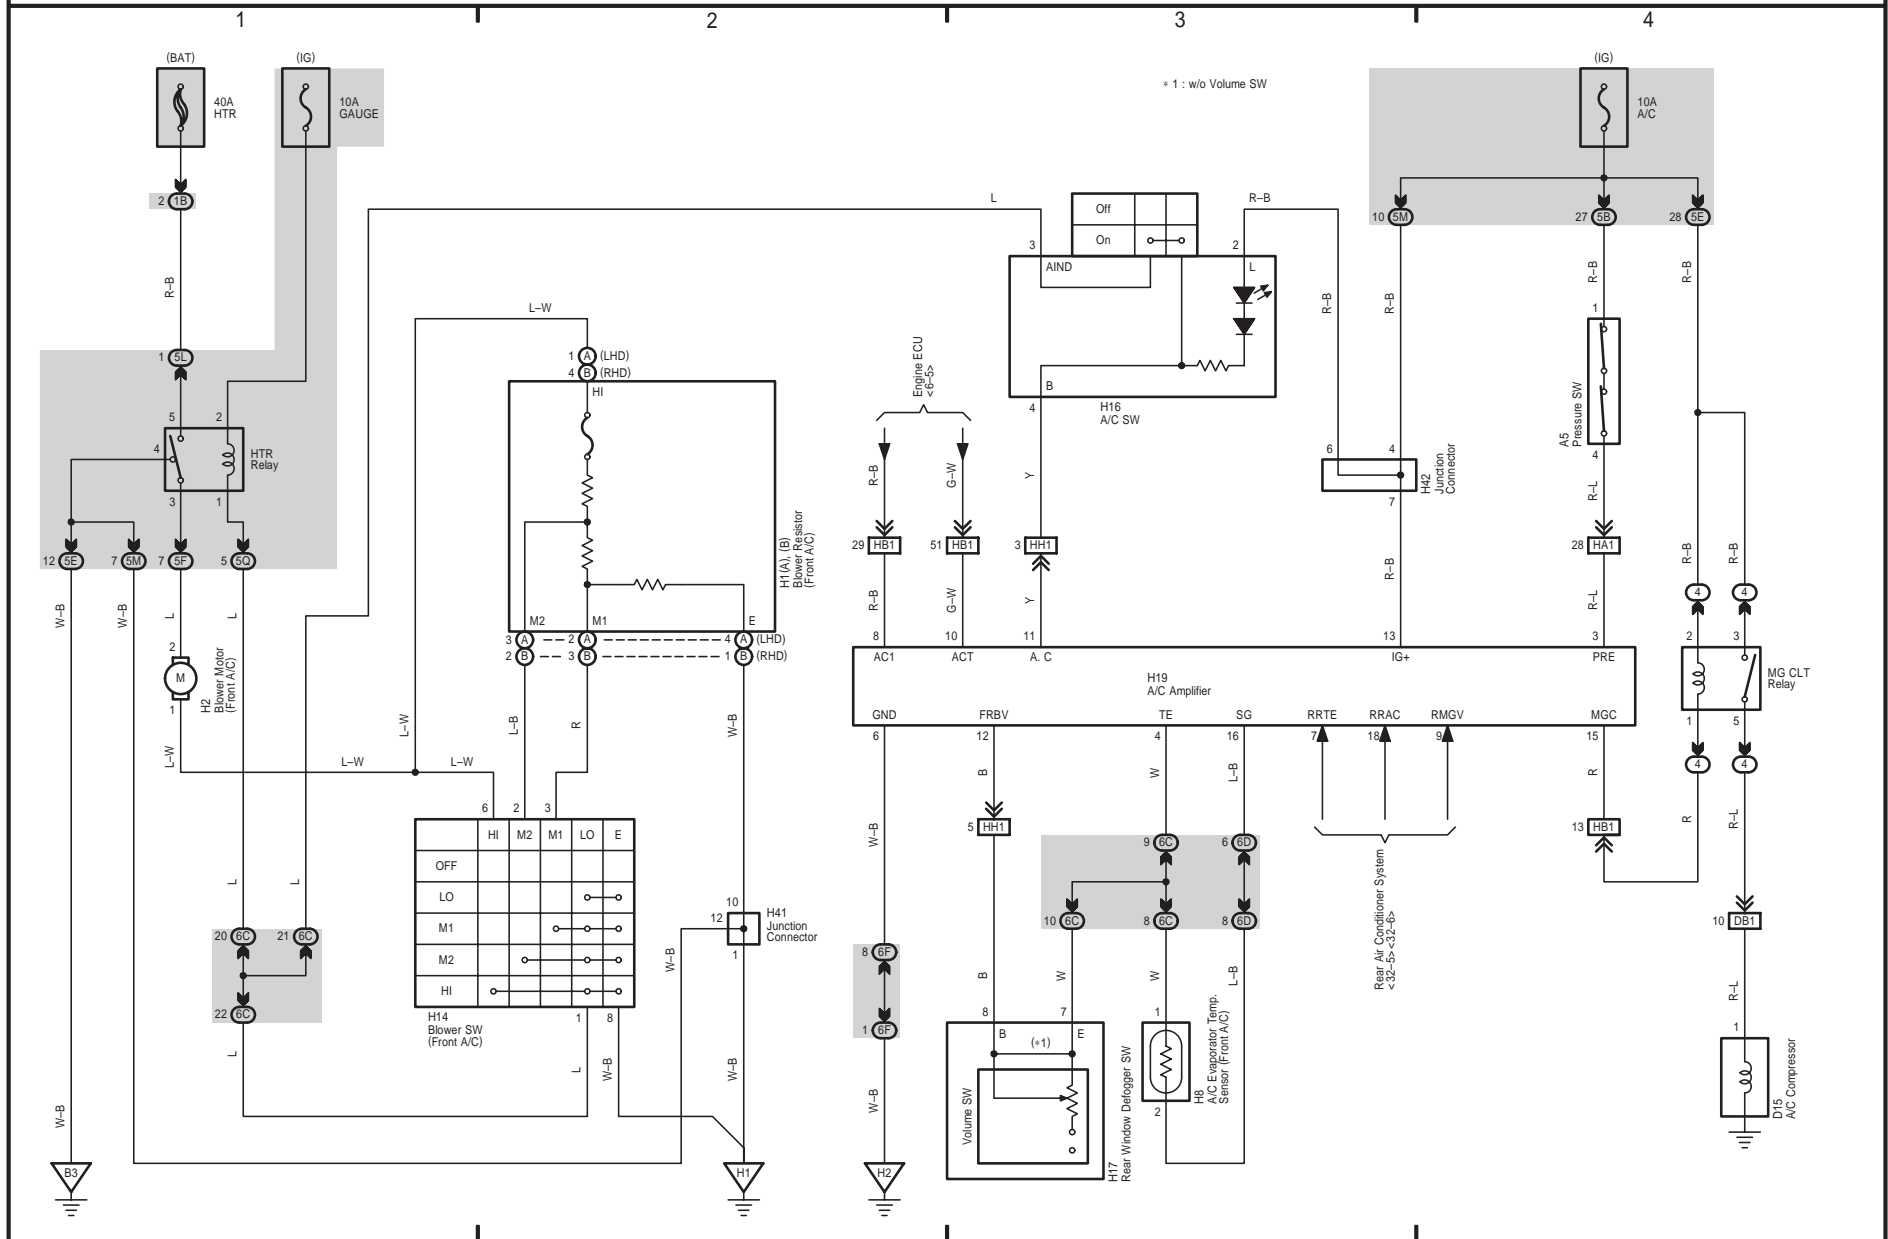 1 2 3 4
(BAT) (IG) (IG)
40A
HTR
10A
GAUGE
* 1 : w/o Volume SW
10A
A/C
2 1B
10 5M 27 5B 28 5E
L
Off
On
R–B
3 2
AIND L
R–B
R–B
R–B
R–B
R–B
R–B
L–W
1 A (LHD)
4 B (RHD)
HI
1 5L
Engine ECU
<6–5>
B
4
H16
A/C SW
1
A5
Pressure SW
4
5 2
4
HTR
Relay
3 1
6 4
7
H42
Junction
Connector
R–B
G–W
Y
R–L
12 5E 7 5M 7 5F 5 5Q
29 HB1 51 HB1 3 HH1
28 HA1
H1(A), (B)
Blower Resistor
(Front A/C)
R–B
R–B
R–B
W–B
W–B
L
L
L
R–B
G–W
Y
R–L
4 4
M2 M1 E
3 A 2 A 4 A (LHD)
2 B 3 B 1 B (RHD)
8 10 11 13 3 2 3
AC1 ACT A. C IG+ PRE
H19
A/C Amplifier
MG CLT
Relay
2
M
1
H2
Blower Motor
(Front A/C)
GND FRBV TE SG RRTE RRAC RMGV MGC
6 12 4 16 7 18 9 15 1 5
L–W
L–W
L–B
R
W–B
B
W
L–B
R
4 4
L–W L–W
6 2 3
HI M2 M1 LO E
OFF
LO
M1
M2
HI
W–B
5 HH1
13 HB1
R
R–L
9 6C 6 6D
Rear Air Conditioner System
<32–5><32–6>
L
L
10
12
1
H41
Junction
Connector
10 6C 8 6C 8 6D
10 DB1
20 6C 21 6C
8 6F
W–B
B
W
W
L–B
R–L
22 6C
H14
Blower SW
(Front A/C)
1 8
1 6F
8 7
B E
(*1)
Volume SW
H17
Rear Window Defogger SW
1
2
H8
A/C Evaporator Temp.
Sensor (Front A/C)
1
D15
A/C Compressor
L
L
W–B
W–B
W–B
W–B
B3 H1 H2